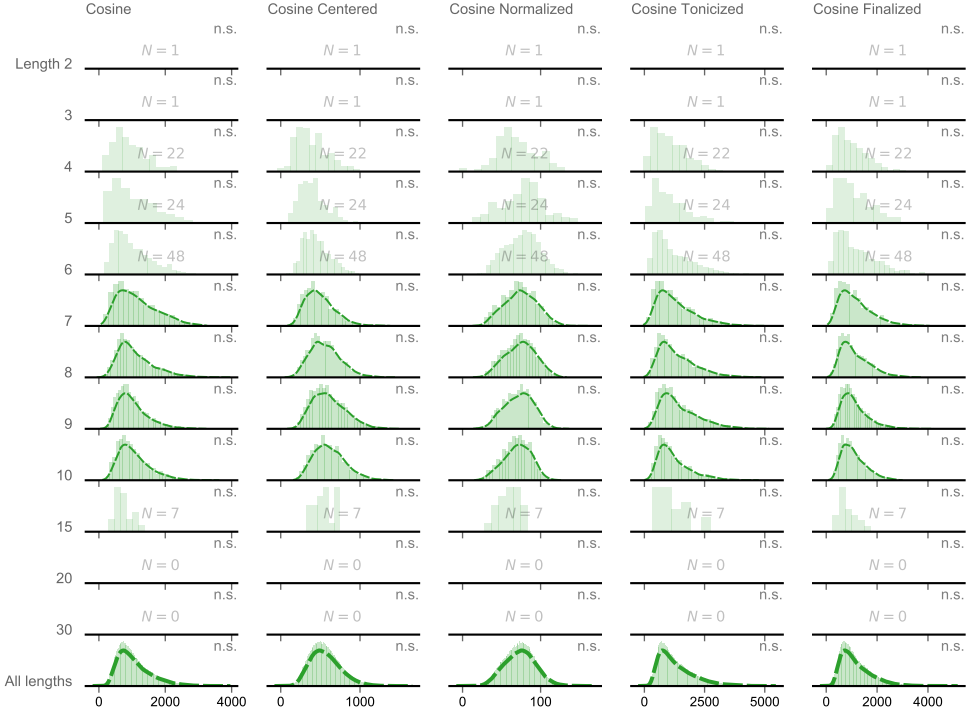 Cosine Cosine Centered Cosine Normalized Cosine Tonicized Cosine Finalized
n.s. n.s. n.s. n.s. n.s.
Length 2 N = 1 N = 1 N = 1 N = 1 N = 1
n.s. n.s. n.s. n.s. n.s.
3 N = 1 N = 1 N = 1 N = 1 N = 1
n.s. n.s. n.s. n.s. n.s.
4 N = 22 N = 22 N = 22 N = 22 N = 22
n.s. n.s. n.s. n.s. n.s.
5 N = 24 N = 24 N = 24 N = 24 N = 24
n.s. n.s. n.s. n.s. n.s.
6 N = 48 N = 48 N = 48 N = 48 N = 48
n.s. n.s. n.s. n.s. n.s.
7
n.s. n.s. n.s. n.s. n.s.
8
n.s. n.s. n.s. n.s. n.s.
9
n.s. n.s. n.s. n.s. n.s.
10
n.s. n.s. n.s. n.s. n.s.
15 N = 7 N = 7 N = 7 N = 7 N = 7
n.s. n.s. n.s. n.s. n.s.
20 N = 0 N = 0 N = 0 N = 0 N = 0
n.s. n.s. n.s. n.s. n.s.
30 N = 0 N = 0 N = 0 N = 0 N = 0
n.s. n.s. n.s. n.s. n.s.
All lengths
0 2000 4000 0 1000 0 100 0 2500 5000 0 2000 4000